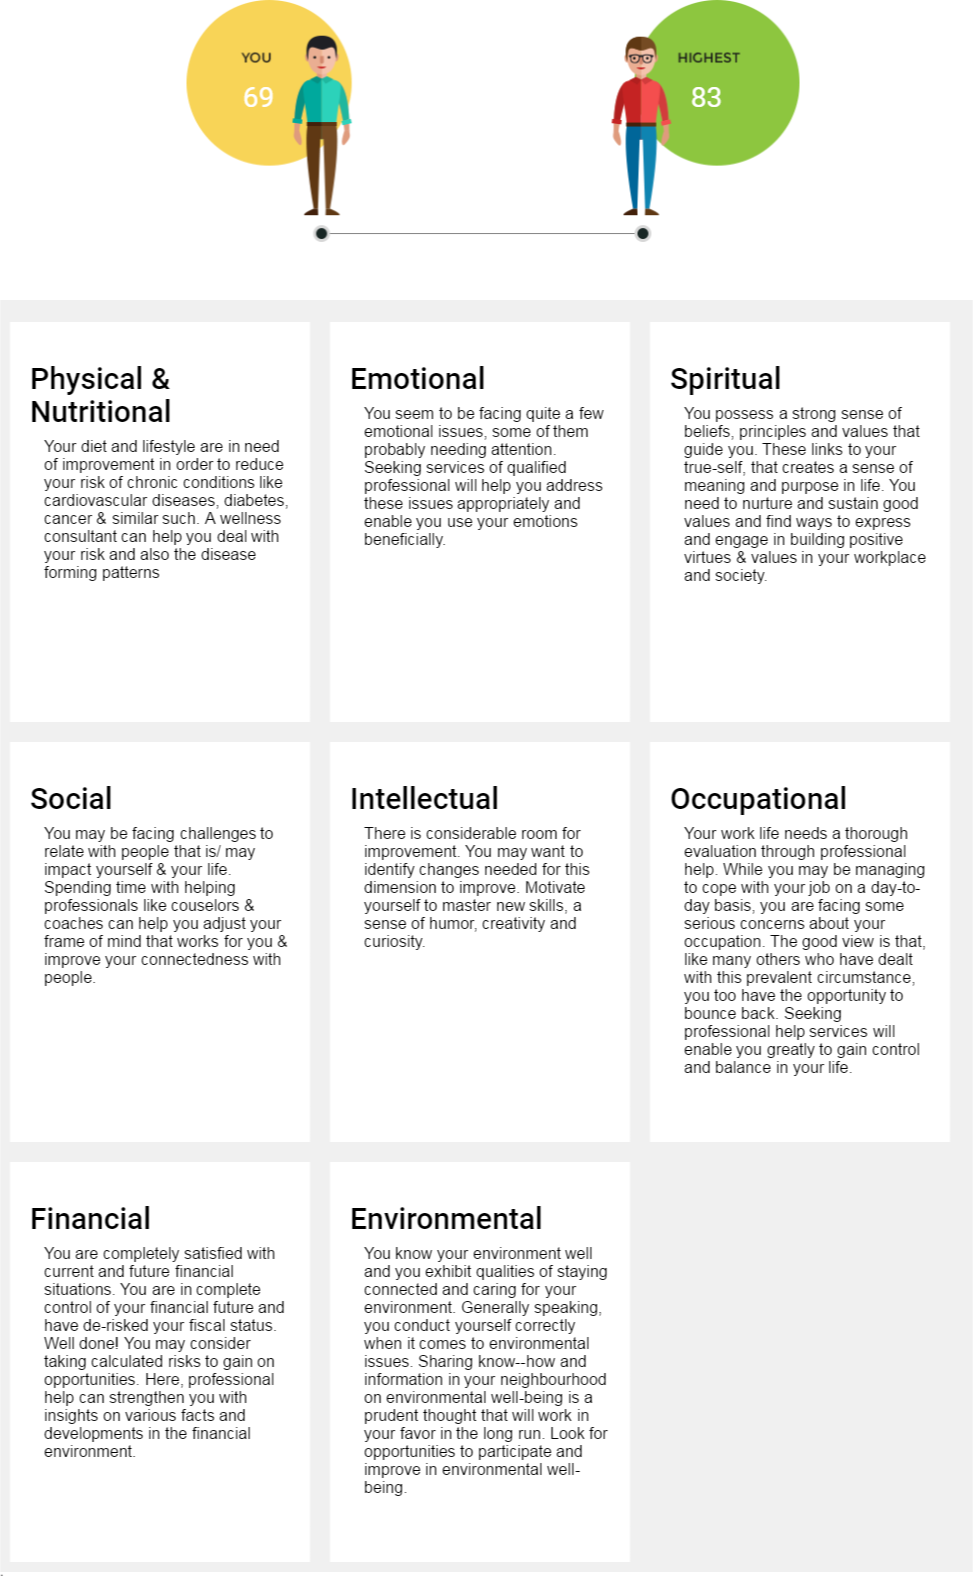 YOU
69
HIGHEST
83
Physical &
Nutritional
Your diet and lifestyle are in need
of improvement in order to reduce
your risk of chronic conditions like
cardiovascular diseases, diabetes,
cancer & similar such. A wellness
consultant can help you deal with
your risk and also the disease
forming patterns
Emotional
You seem to be facing quite a few
emotional issues, some of them
probably needing attention.
Seeking services of qualified
professional will help you address
these issues appropriately and
enable you use your emotions
beneficially.
Spiritual
You possess a strong sense of
beliefs, principles and values that
guide you. These links to your
true-self, that creates a sense of
meaning and purpose in life. You
need to nurture and sustain good
values and find ways to express
and engage in building positive
virtues & values in your workplace
and society.
Social
You may be facing challenges to
relate with people that is/ may
impact yourself & your life.
Spending time with helping
professionals like couselors &
coaches can help you adjust your
frame of mind that works for you &
improve your connectedness with
people.
Intellectual
There is considerable room for
improvement. You may want to
identify changes needed for this
dimension to improve. Motivate
yourself to master new skills, a
sense of humor, creativity and
curiosity.
Occupational
Your work life needs a thorough
evaluation through professional
help. While you may be managing
to cope with your job on a day-to-
day basis, you are facing some
serious concerns about your
occupation. The good view is that,
like many others who have dealt
with this prevalent circumstance,
you too have the opportunity to
bounce back. Seeking
professional help services will
enable you greatly to gain control
and balance in your life.
Financial
You are completely satisfied with
current and future financial
situations. You are in complete
control of your financial future and
have de-risked your fiscal status.
Well done! You may consider
taking calculated risks to gain on
opportunities. Here, professional
help can strengthen you with
insights on various facts and
developments in the financial
environment.
Environmental
You know your environment well
and you exhibit qualities of staying
connected and caring for your
environment. Generally speaking,
you conduct yourself correctly
when it comes to environmental
issues. Sharing know--how and
information in your neighbourhood
on environmental well-being is a
prudent thought that will work in
your favor in the long run. Look for
opportunities to participate and
improve in environmental well-
being.